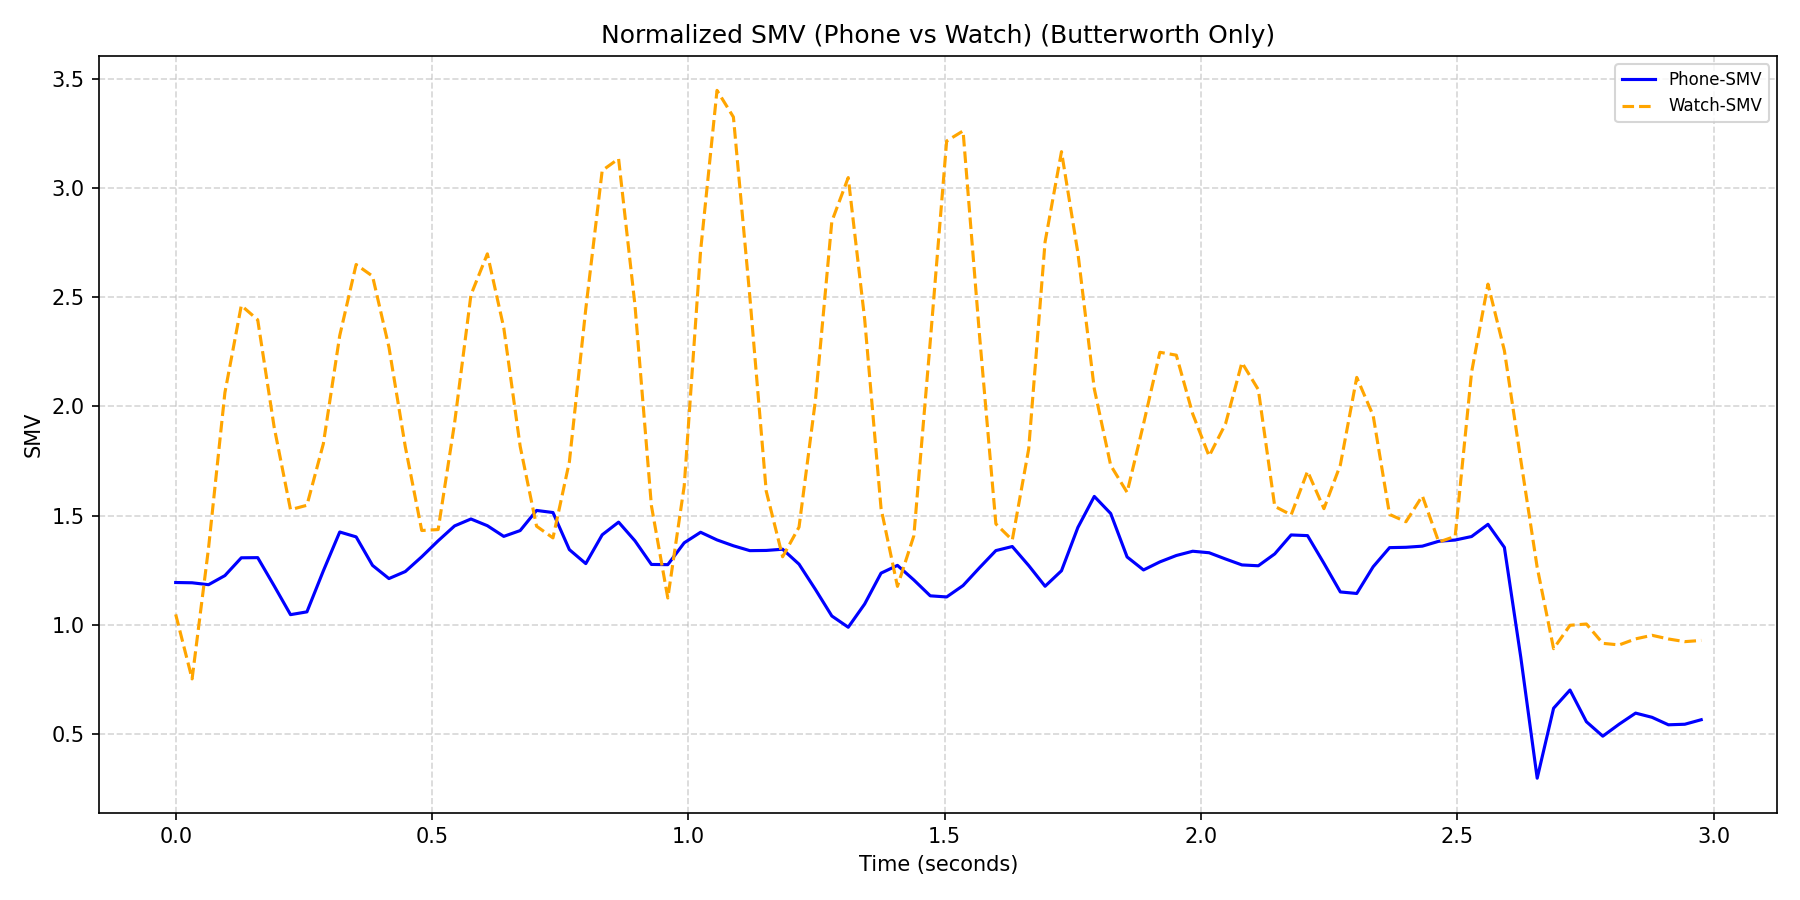 Normalized SMV (Phone vs Watch) (Butterworth Only)
Phone-SMV
Watch-SMV
SMV
3.5
3.0
2.5
2.0
1.5
1.0
0.5
0.0 0.5 1.0 1.5 2.0 2.5 3.0
Time (seconds)